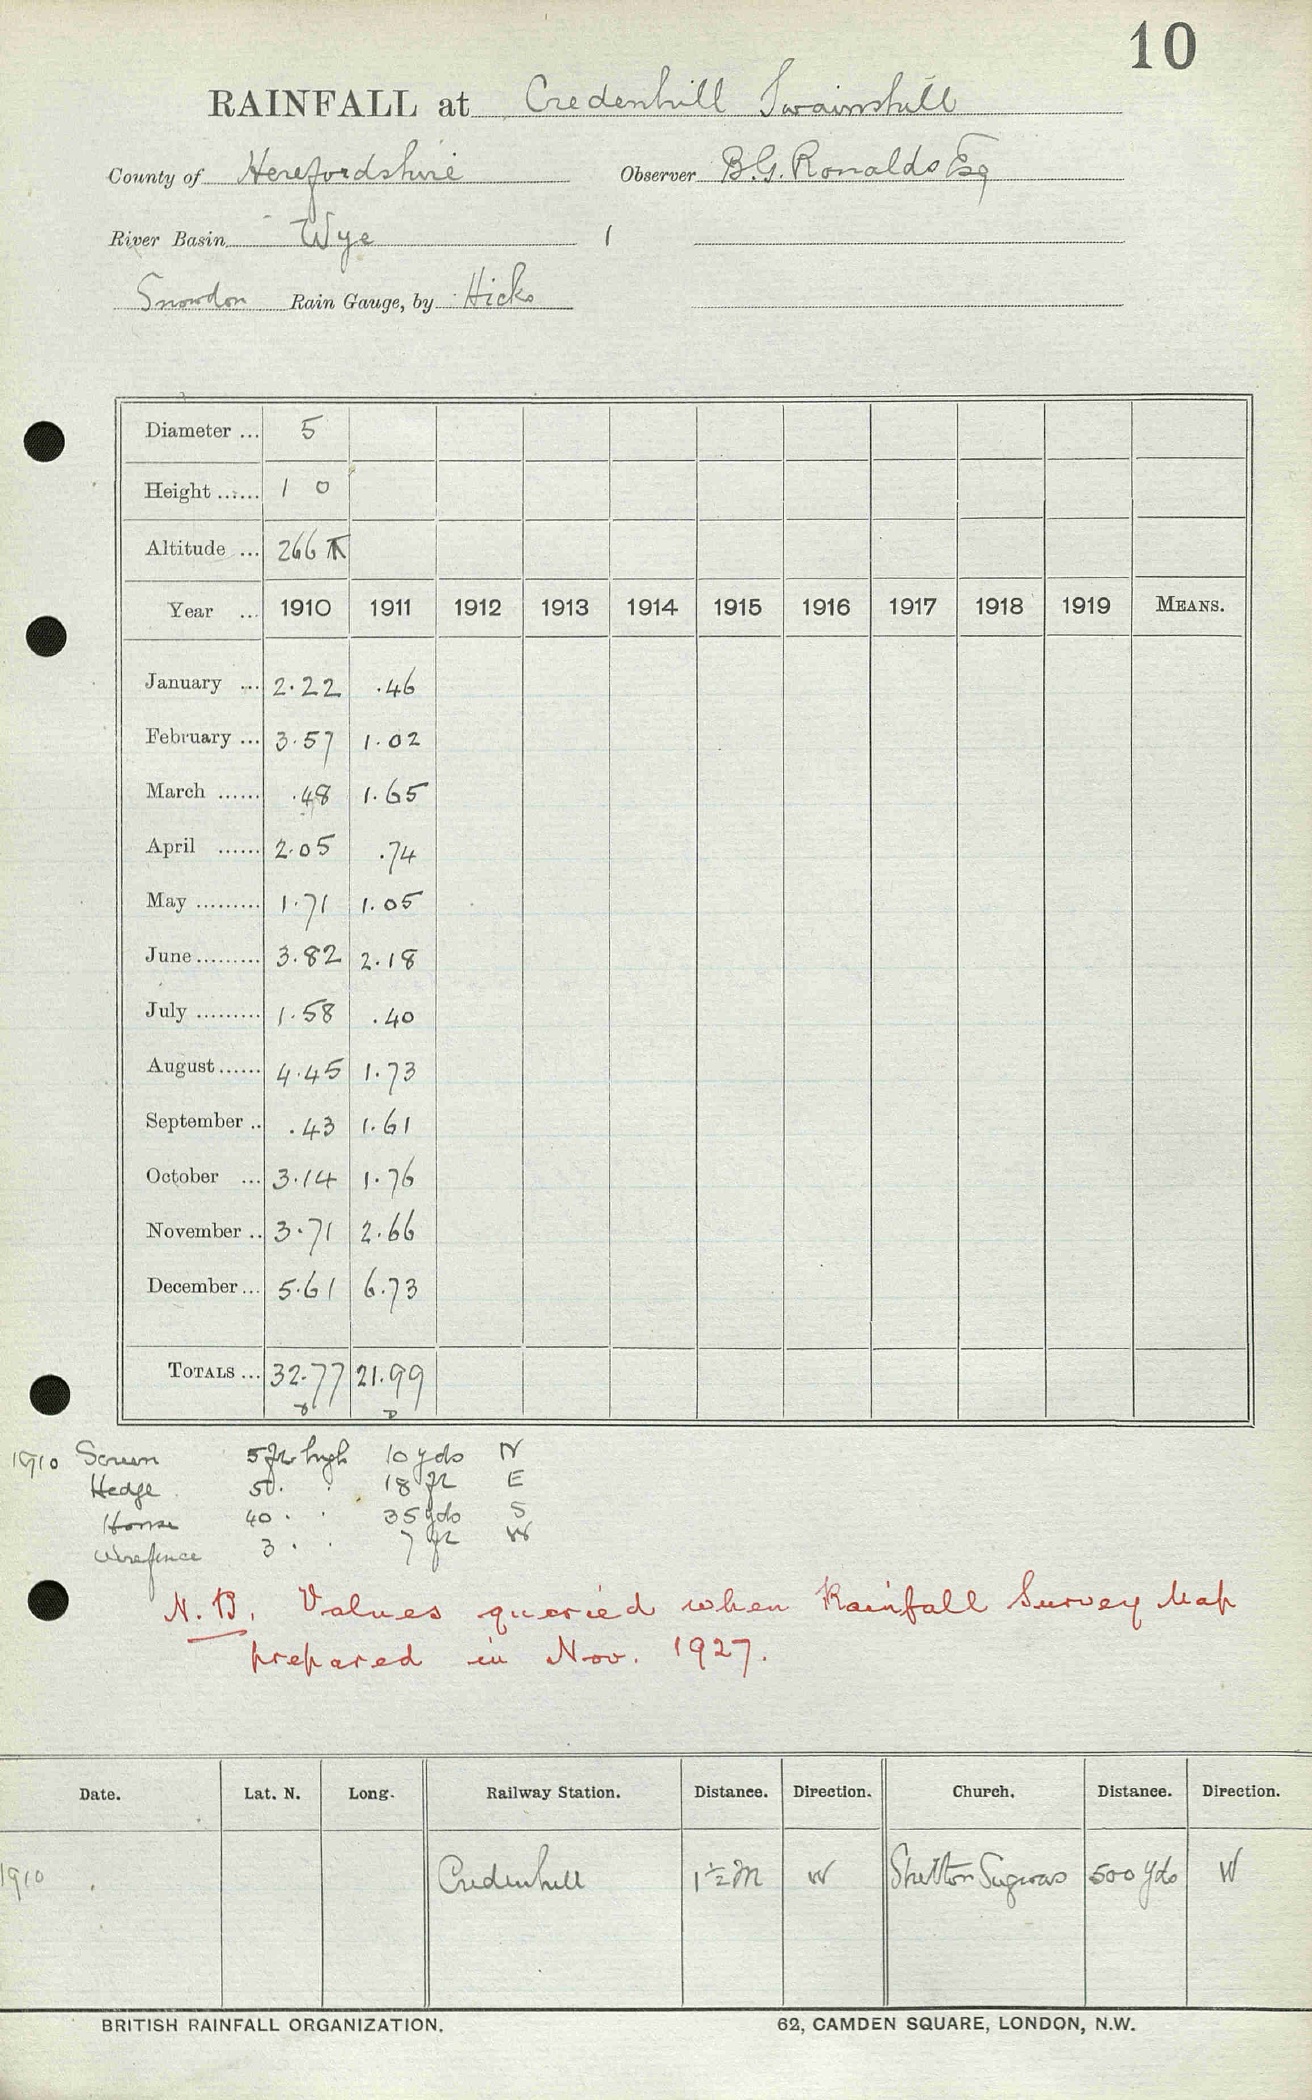 10
RAINFALL at Credenhill Swainshill
County of Herefordshire Observer B.G. Ronalds Esq
River Basin Wye 1
Snowdon Rain Gauge, by Hicks
Diameter ... 5
Height ...... 1 0
Altitude ... 266
Year ... 1910 1911 1912 1913 1914 1915 1916 1917 1918 1919 MEANS.
January ... 2.22 .46
February ... 3.57 1.02
March ...... .48 1.65
April ...... 2.05 .74
May ......... 1.71 1.05
June ......... 3.82 2.18
July ......... 1.58 .40
August ...... 4.45 1.73
September .. .43 1.61
October ... 3.14 1.76
November .. 3.71 2.66
December ... 5.61 6.73
TOTALS ... 32.77 21.99
1910 Screen 5 ft high 10 yds N
Hedge 18 ft E
House 40 " " 35 yds S
Wire fence 3 " " 7 ft W
N.B. Values queried when Rainfall Survey Map
prepared in Nov. 1927.
Date. Lat. N. Long. Railway Station. Distance. Direction. Church. Distance. Direction.
1910 Credenhill 1½ M W Stretton Sugwas 500 yds W
BRITISH RAINFALL ORGANIZATION. 62, CAMDEN SQUARE, LONDON, N.W.